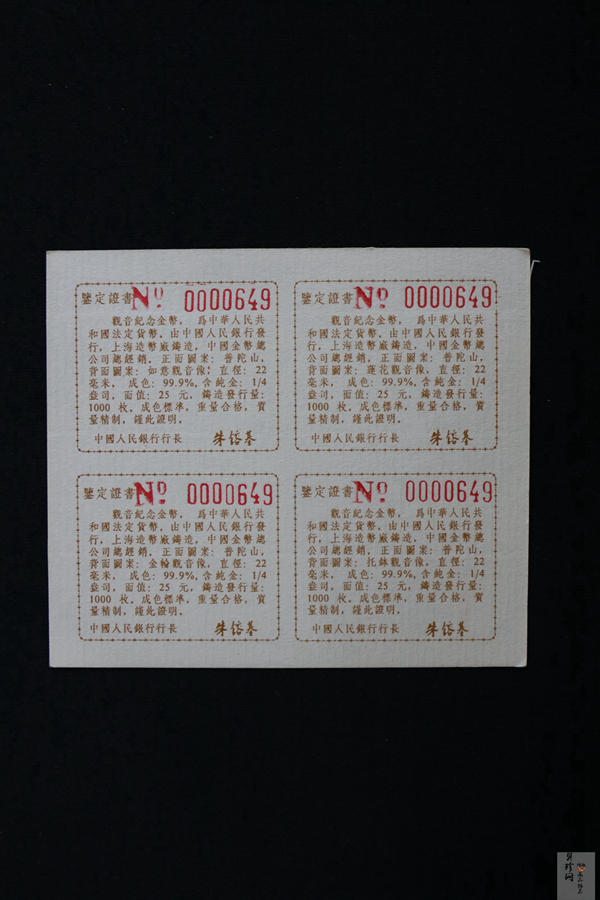 鑒定證書 Nº 0000649
觀音紀念金幣，爲中華人民共
和國法定貨幣，由中國人民銀行發
行，上海造幣廠鑄造，中國金幣總
公司總經銷，正面圖案：普陀山，
背面圖案：如意觀音像，直徑：22
毫米，成色：99.9%,含純金：1/4
盎司，面值：25 元，鑄造發行量：
1000 枚，成色標準，重量合格，質
量精制，謹此證明。
中國人民銀行行長 朱鎔基
鑒定證書 Nº 0000649
觀音紀念金幣，爲中華人民共
和國法定貨幣，由中國人民銀行發
行，上海造幣廠鑄造，中國金幣總
公司總經銷，正面圖案：普陀山，
背面圖案：蓮花觀音像，直徑：22
毫米，成色：99.9%,含純金：1/4
盎司，面值：25 元，鑄造發行量：
1000 枚，成色標準，重量合格，質
量精制，謹此證明。
中國人民銀行行長 朱鎔基
鑒定證書 Nº 0000649
觀音紀念金幣，爲中華人民共
和國法定貨幣，由中國人民銀行發
行，上海造幣廠鑄造，中國金幣總
公司總經銷，正面圖案：普陀山，
背面圖案：金輪觀音像，直徑：22
毫米，成色：99.9%,含純金：1/4
盎司，面值：25 元，鑄造發行量：
1000 枚，成色標準，重量合格，質
量精制，謹此證明。
中國人民銀行行長 朱鎔基
鑒定證書 Nº 0000649
觀音紀念金幣，爲中華人民共
和國法定貨幣，由中國人民銀行發
行，上海造幣廠鑄造，中國金幣總
公司總經銷，正面圖案：普陀山，
背面圖案：托鉢觀音像，直徑：22
毫米，成色：99.9%,含純金：1/4
盎司，面值：25 元，鑄造發行量：
1000 枚，成色標準，重量合格，質
量精制，謹此證明。
中國人民銀行行長 朱鎔基